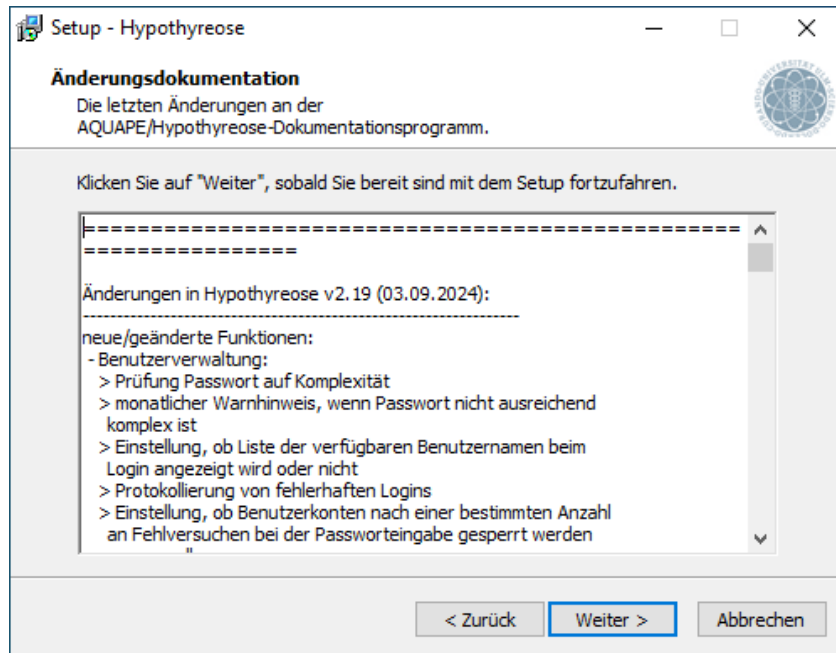 Setup - Hypothyreose
Änderungsdokumentation
Die letzten Änderungen an der
AQUAPE/Hypothyreose-Dokumentationsprogramm.
Klicken Sie auf "Weiter", sobald Sie bereit sind mit dem Setup fortzufahren.
==================================================
================
Änderungen in Hypothyreose v2.19 (03.09.2024):
-----------------------------------------------------------------
neue/geänderte Funktionen:
- Benutzerverwaltung:
> Prüfung Passwort auf Komplexität
> monatlicher Warnhinweis, wenn Passwort nicht ausreichend
komplex ist
> Einstellung, ob Liste der verfügbaren Benutzernamen beim
Login angezeigt wird oder nicht
> Protokollierung von fehlerhaften Logins
> Einstellung, ob Benutzerkonten nach einer bestimmten Anzahl
an Fehlversuchen bei der Passworteingabe gesperrt werden
< Zurück
Weiter >
Abbrechen